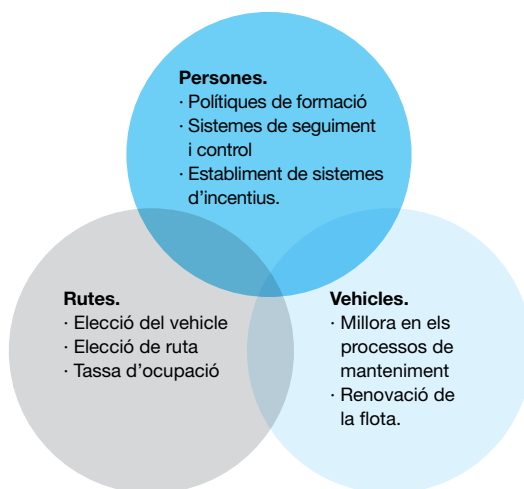 Persones.
· Polítiques de formació
· Sistemes de seguiment
i control
· Establiment de sistemes
d'incentius.
Rutes.
· Elecció del vehicle
· Elecció de ruta
· Tassa d'ocupació
Vehicles.
· Millora en els
processos de
manteniment
· Renovació de
la flota.